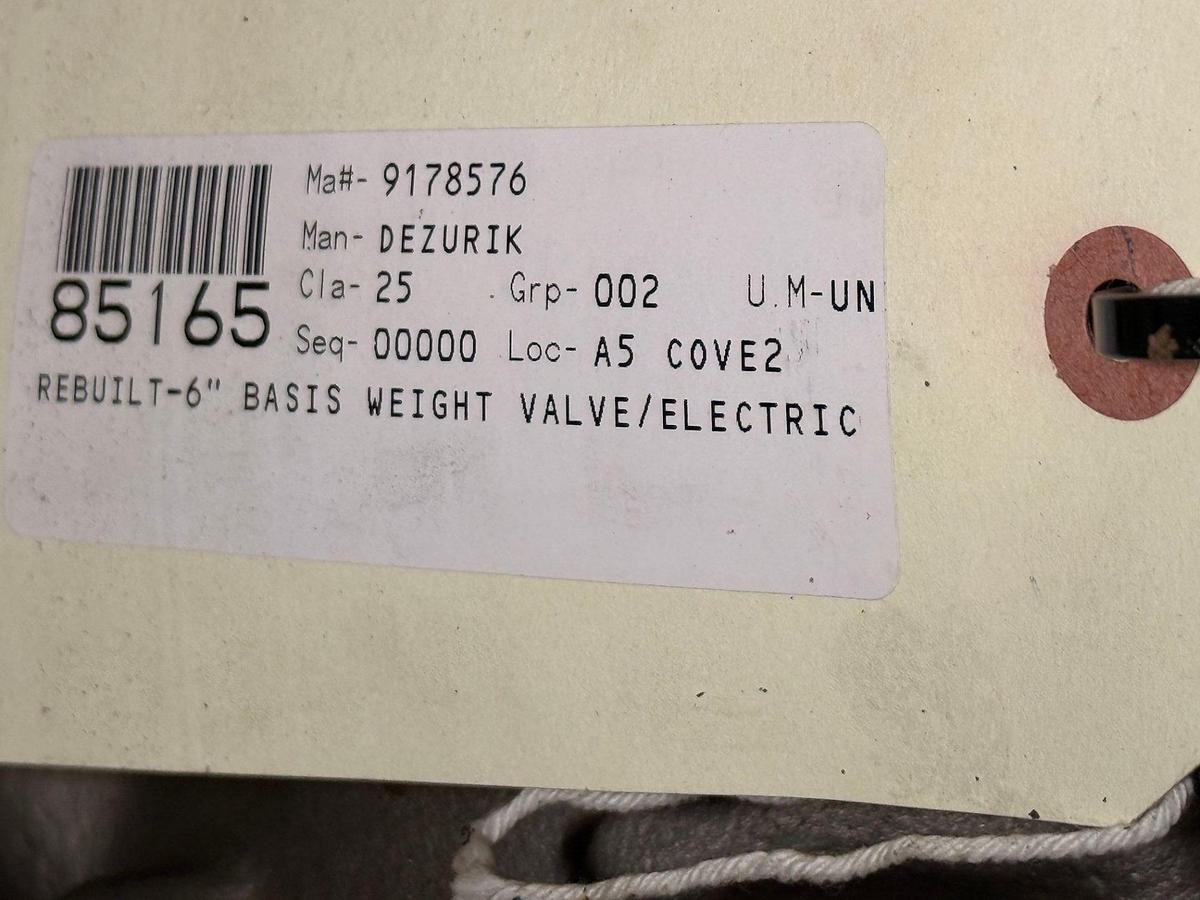 Ma#- 9178576
Man- DEZURIK
Cla- 25 Grp- 002 U.M-UN
85165
Seq- 00000 Loc- A5 COVE2
REBUILT-6" BASIS WEIGHT VALVE/ELECTRIC